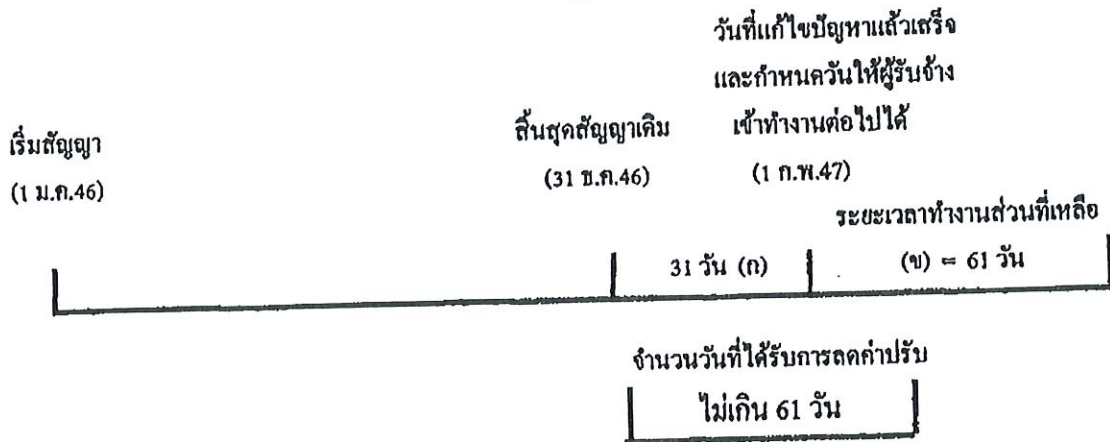 วันที่แก้ไขปัญหาแล้วเสร็จ
และกำหนดวันให้ผู้รับจ้าง
เข้าทำงานต่อไปได้
(1 ก.พ.47)
สิ้นสุดสัญญาเดิม
(31 ธ.ค.46)
เริ่มสัญญา
(1 ม.ค.46)
ระยะเวลาทำงานส่วนที่เหลือ
31 วัน (ก)
(ข) = 61 วัน
จำนวนวันที่ได้รับการลดค่าปรับ
ไม่เกิน 61 วัน